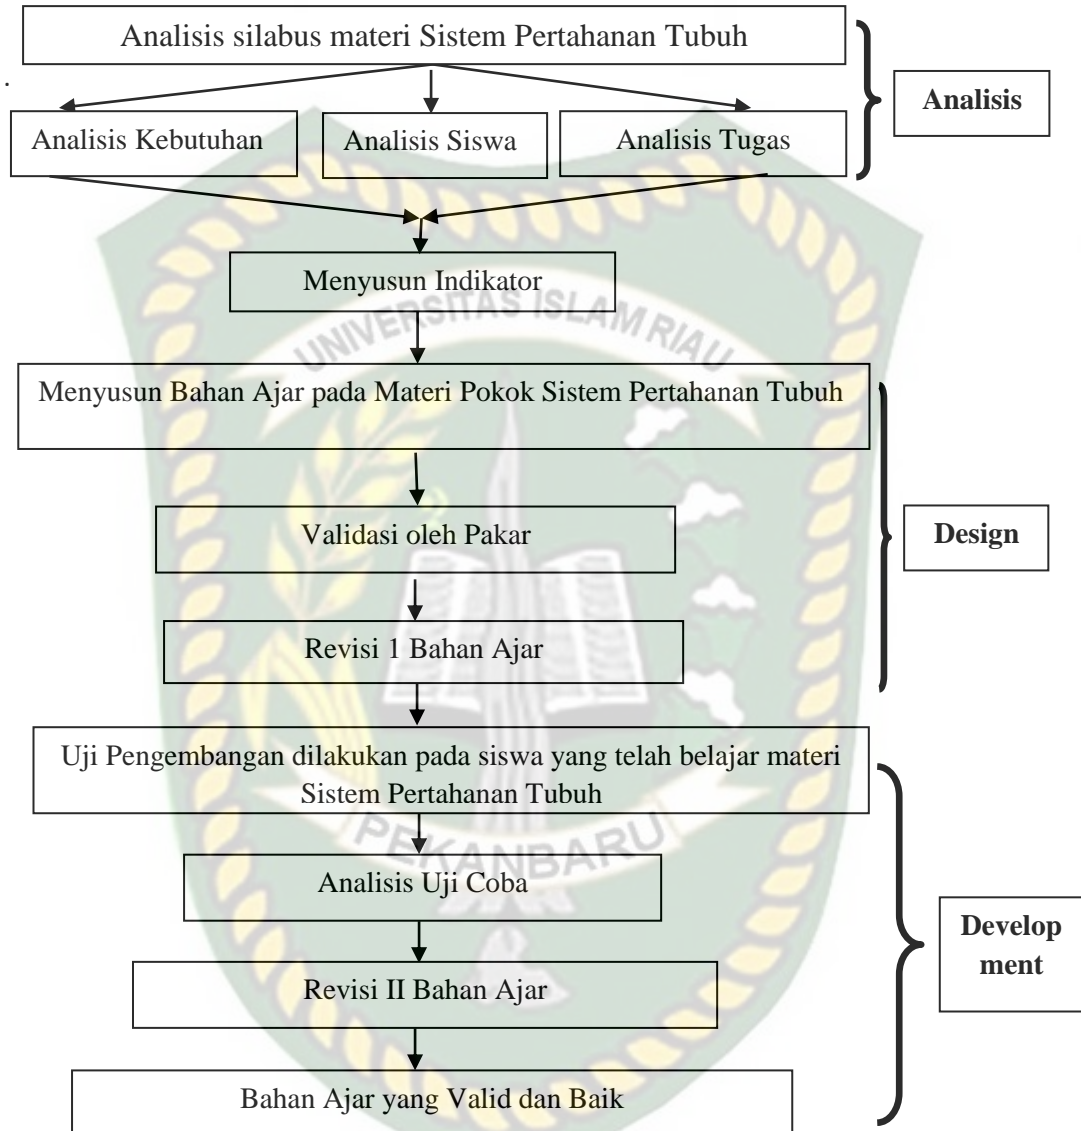 Analisis silabus materi Sistem Pertahanan Tubuh
.
Analisis
Analisis Kebutuhan
Analisis Siswa
Analisis Tugas
Menyusun Indikator
UNIVERSITAS ISLAM RIAU
Menyusun Bahan Ajar pada Materi Pokok Sistem Pertahanan Tubuh
Validasi oleh Pakar
Design
Revisi 1 Bahan Ajar
Uji Pengembangan dilakukan pada siswa yang telah belajar materi
Sistem Pertahanan Tubuh
PEKANBARU
Analisis Uji Coba
Develop
ment
Revisi II Bahan Ajar
Bahan Ajar yang Valid dan Baik